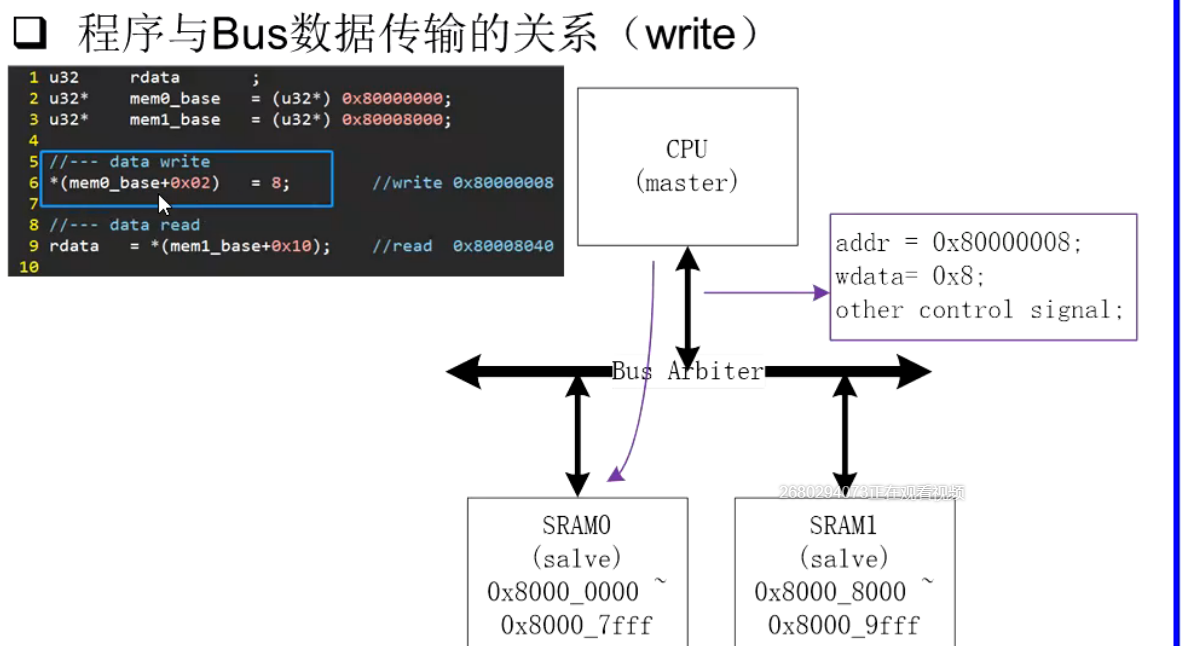 程序与Bus数据传输的关系（write）
1 u32 rdata ;
2 u32* mem0_base = (u32*) 0x80000000;
3 u32* mem1_base = (u32*) 0x80008000;
4
5 //--- data write
6 *(mem0_base+0x02) = 8; //write 0x80000008
7
8 //--- data read
9 rdata = *(mem1_base+0x10); //read 0x80008040
10
CPU
(master)
addr = 0x80000008;
wdata= 0x8;
other control signal;
Bus Arbiter
2680294073正在观看视频
SRAM0
(salve)
0x8000_0000 ~
0x8000_7fff
SRAM1
(salve)
0x8000_8000 ~
0x8000_9fff